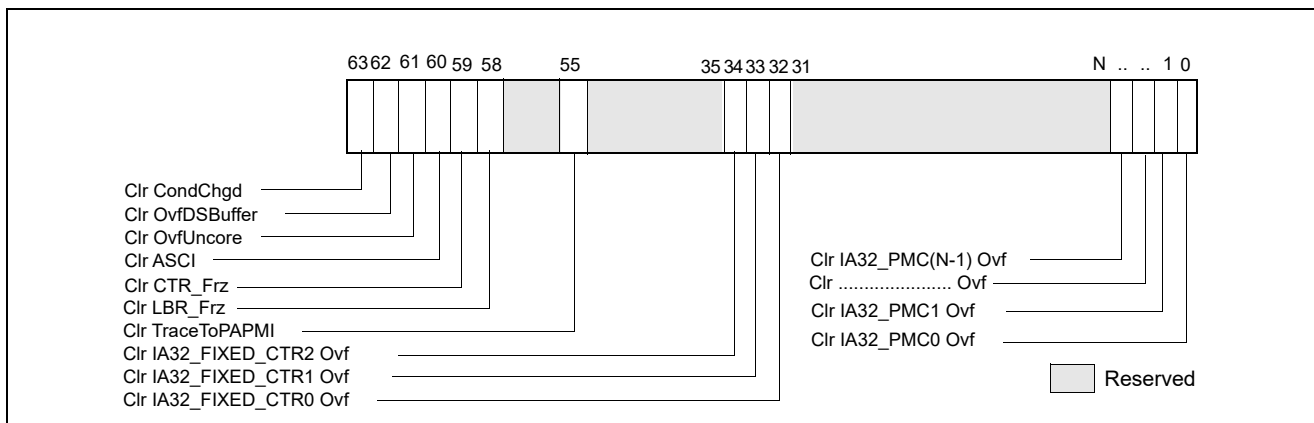 63 62 61 60 59 58 55 35 34 33 32 31 N .. .. 1 0
Clr CondChgd
Clr OvfDSBuffer
Clr OvfUncore
Clr ASCI
Clr CTR_Frz
Clr LBR_Frz
Clr TraceToPAPMI
Clr IA32_FIXED_CTR2 Ovf
Clr IA32_FIXED_CTR1 Ovf
Clr IA32_FIXED_CTR0 Ovf
Clr IA32_PMC(N-1) Ovf
Clr ...................... Ovf
Clr IA32_PMC1 Ovf
Clr IA32_PMC0 Ovf
Reserved